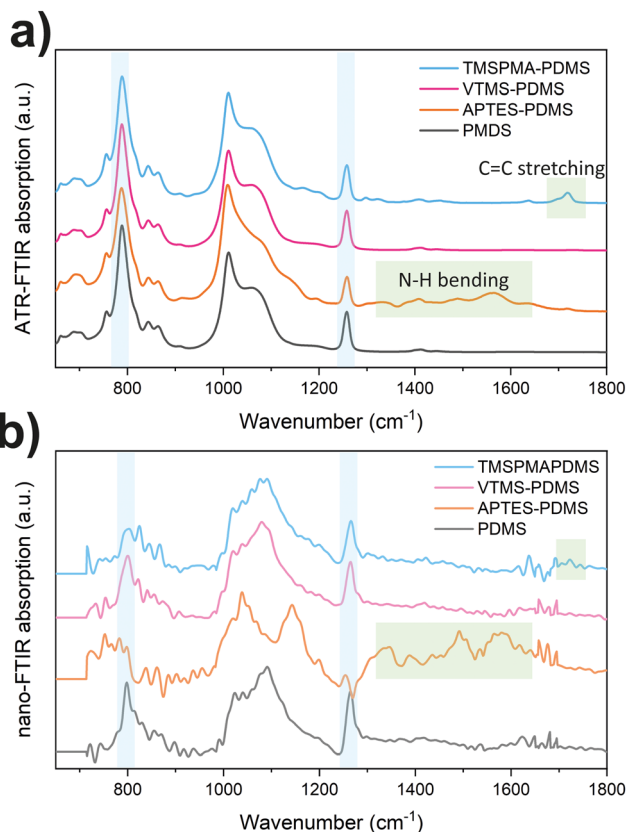 a)
ATR-FTIR absorption (a.u.)
TMSPMA-PDMS
VTMS-PDMS
APTES-PDMS
PMDS
C=C stretching
N-H bending
800 1000 1200 1400 1600 1800
Wavenumber (cm⁻¹)
b)
nano-FTIR absorption (a.u.)
TMSPMAPDMS
VTMS-PDMS
APTES-PDMS
PDMS
800 1000 1200 1400 1600 1800
Wavenumber (cm⁻¹)